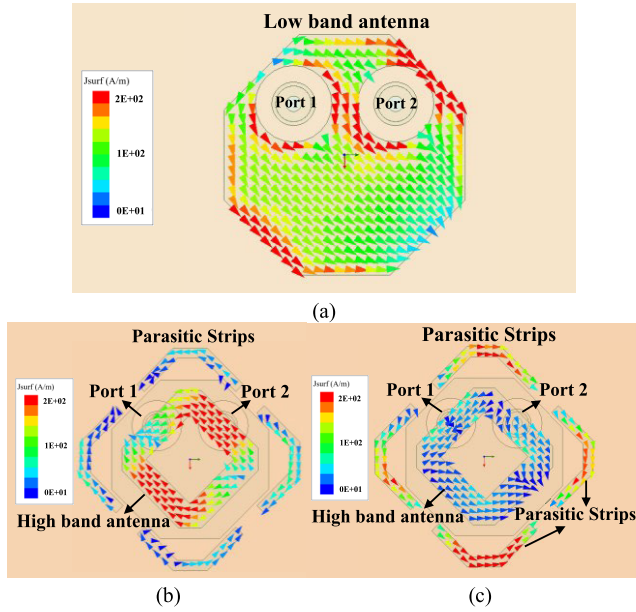 Low band antenna
Jsurf (A/m)
2E+02
1E+02
0E+01
Port 1
Port 2
(a)
Parasitic Strips
Jsurf (A/m)
2E+02
1E+02
0E+01
Port 1
Port 2
High band antenna
(b)
Parasitic Strips
Jsurf (A/m)
2E+02
1E+02
0E+01
Port 1
Port 2
High band antenna
Parasitic Strips
(c)